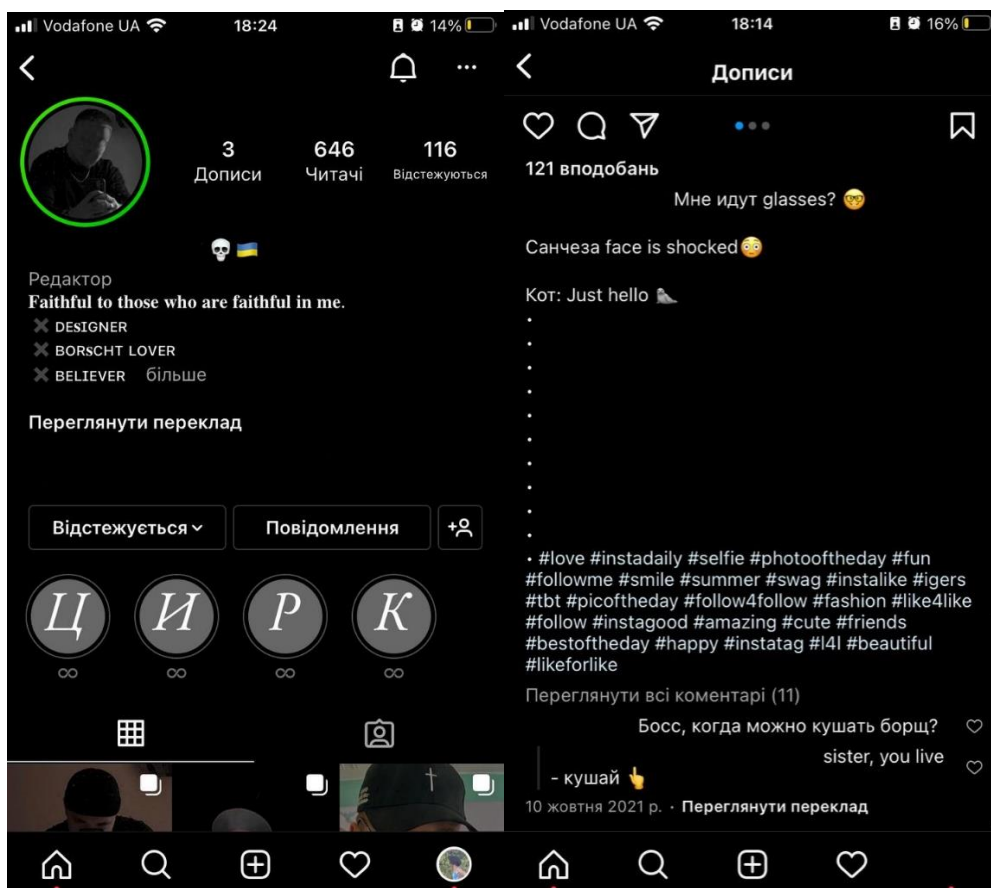 Vodafone UA
18:24
14%
3
646
116
Дописи
Читачі
Відстежуються
💀🇺🇦
Редактор
Faithful to those who are faithful in me.
✖ DESIGNER
✖ BORSCHT LOVER
✖ BELIEVER більше
Переглянути переклад
Відстежується
Повідомлення
Ц И Р К
∞ ∞ ∞ ∞
Vodafone UA
18:14
16%
Дописи
121 вподобань
Мне идут glasses? 🤓
Санчеза face is shocked😳
Кот: Just hello 🦭
•
•
•
•
•
•
•
•
•
•
• #love #instadaily #selfie #photooftheday #fun
#followme #smile #summer #swag #instalike #igers
#tbt #picoftheday #follow4follow #fashion #like4like
#follow #instagood #amazing #cute #friends
#bestoftheday #happy #instatag #l4l #beautiful
#likeforlike
Переглянути всі коментарі (11)
Босс, когда можно кушать борщ?
sister, you live
- кушай 👆
10 жовтня 2021 р. · Переглянути переклад